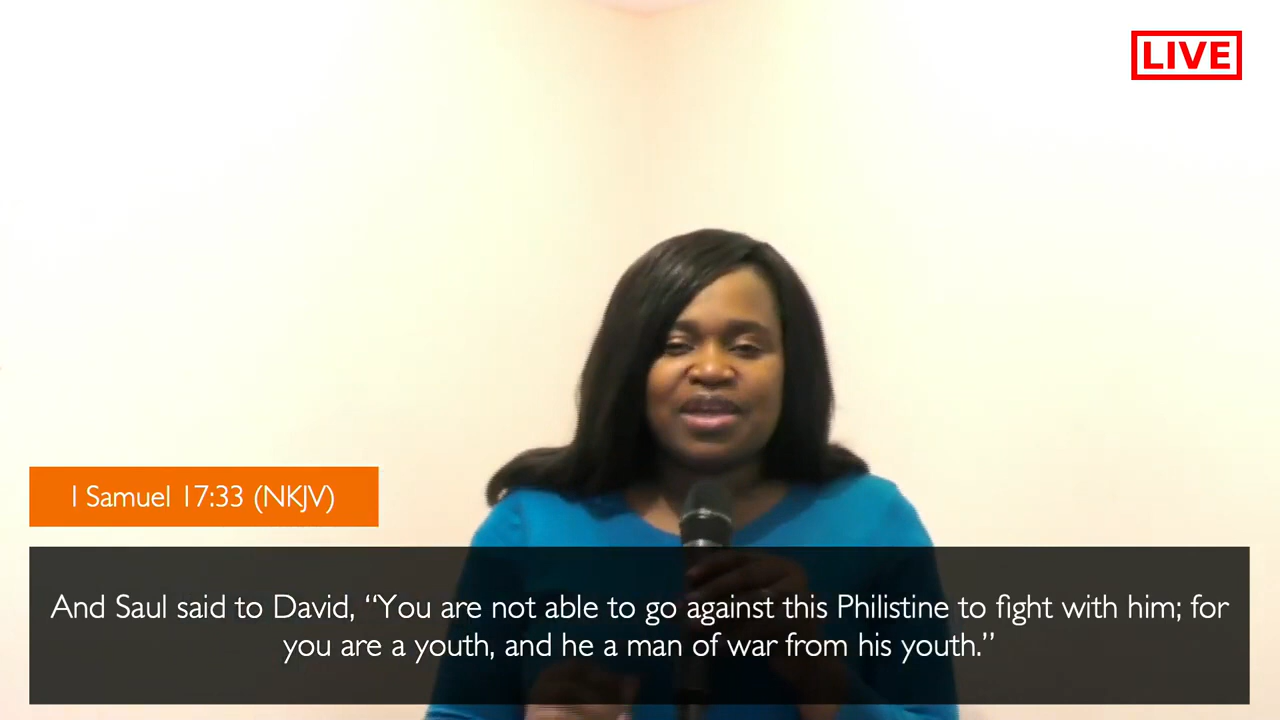 LIVE
1 Samuel 17:33 (NKJV)
And Saul said to David, “You are not able to go against this Philistine to fight with him; for
you are a youth, and he a man of war from his youth.”